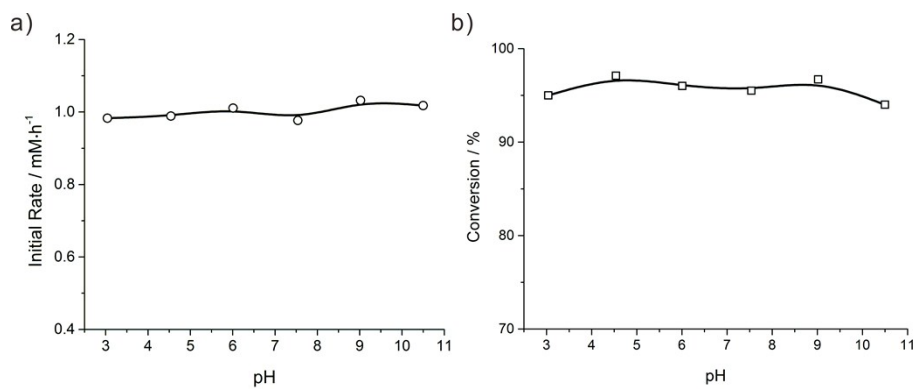 a)
1.2
1.0
0.8
0.6
0.4
Initial Rate / mM·h⁻¹
3 4 5 6 7 8 9 10 11
pH
b)
100
90
80
70
Conversion / %
3 4 5 6 7 8 9 10 11
pH